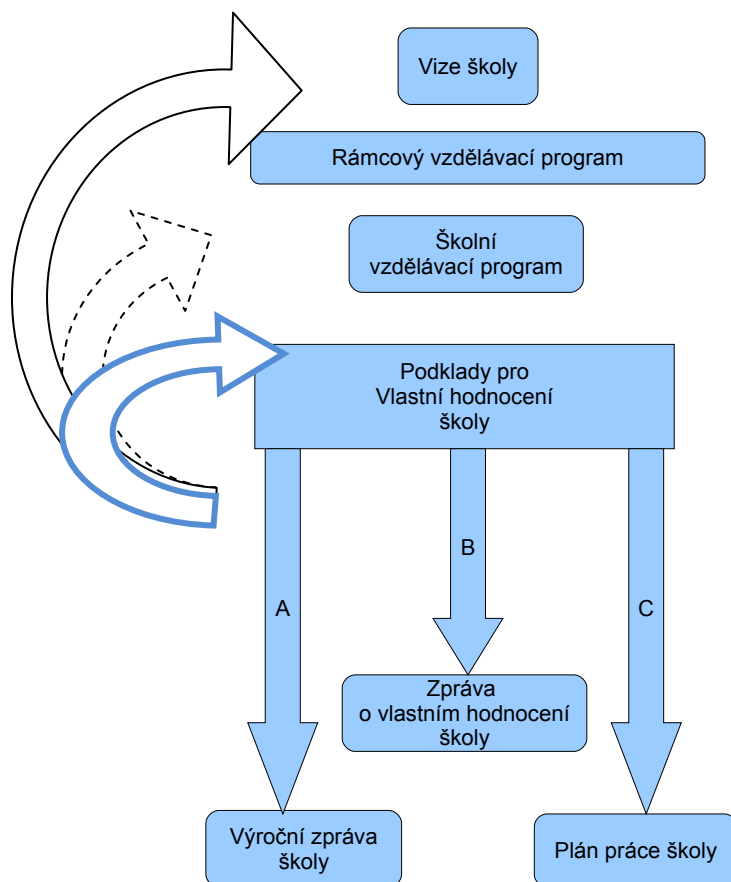 Vize školy
Rámcový vzdělávací program
Školní
vzdělávací program
Podklady pro
Vlastní hodnocení
školy
A
B
C
Zpráva
o vlastním hodnocení
školy
Výroční zpráva
školy
Plán práce školy